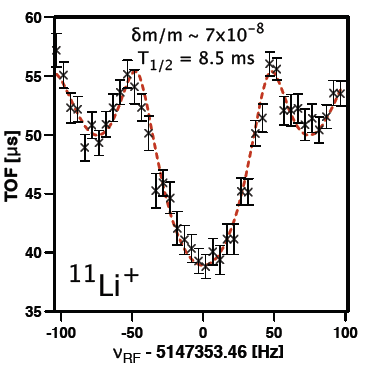 δm/m ~ 7x10⁻⁸
T₁/₂ = 8.5 ms
TOF [µs]
60
55
50
45
40
35
¹¹Li⁺
-100 -50 0 50 100
νRF - 5147353.46 [Hz]